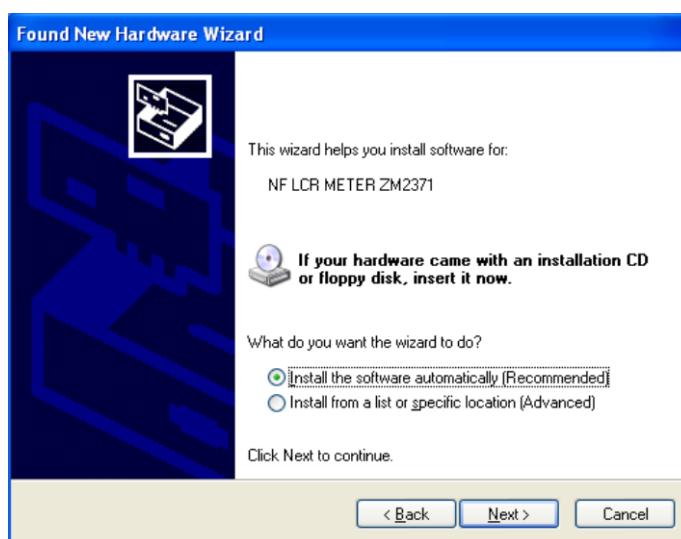 Found New Hardware Wizard
This wizard helps you install software for:
NF LCR METER ZM2371
If your hardware came with an installation CD
or floppy disk, insert it now.
What do you want the wizard to do?
Install the software automatically (Recommended)
Install from a list or specific location (Advanced)
Click Next to continue.
< Back
Next >
Cancel